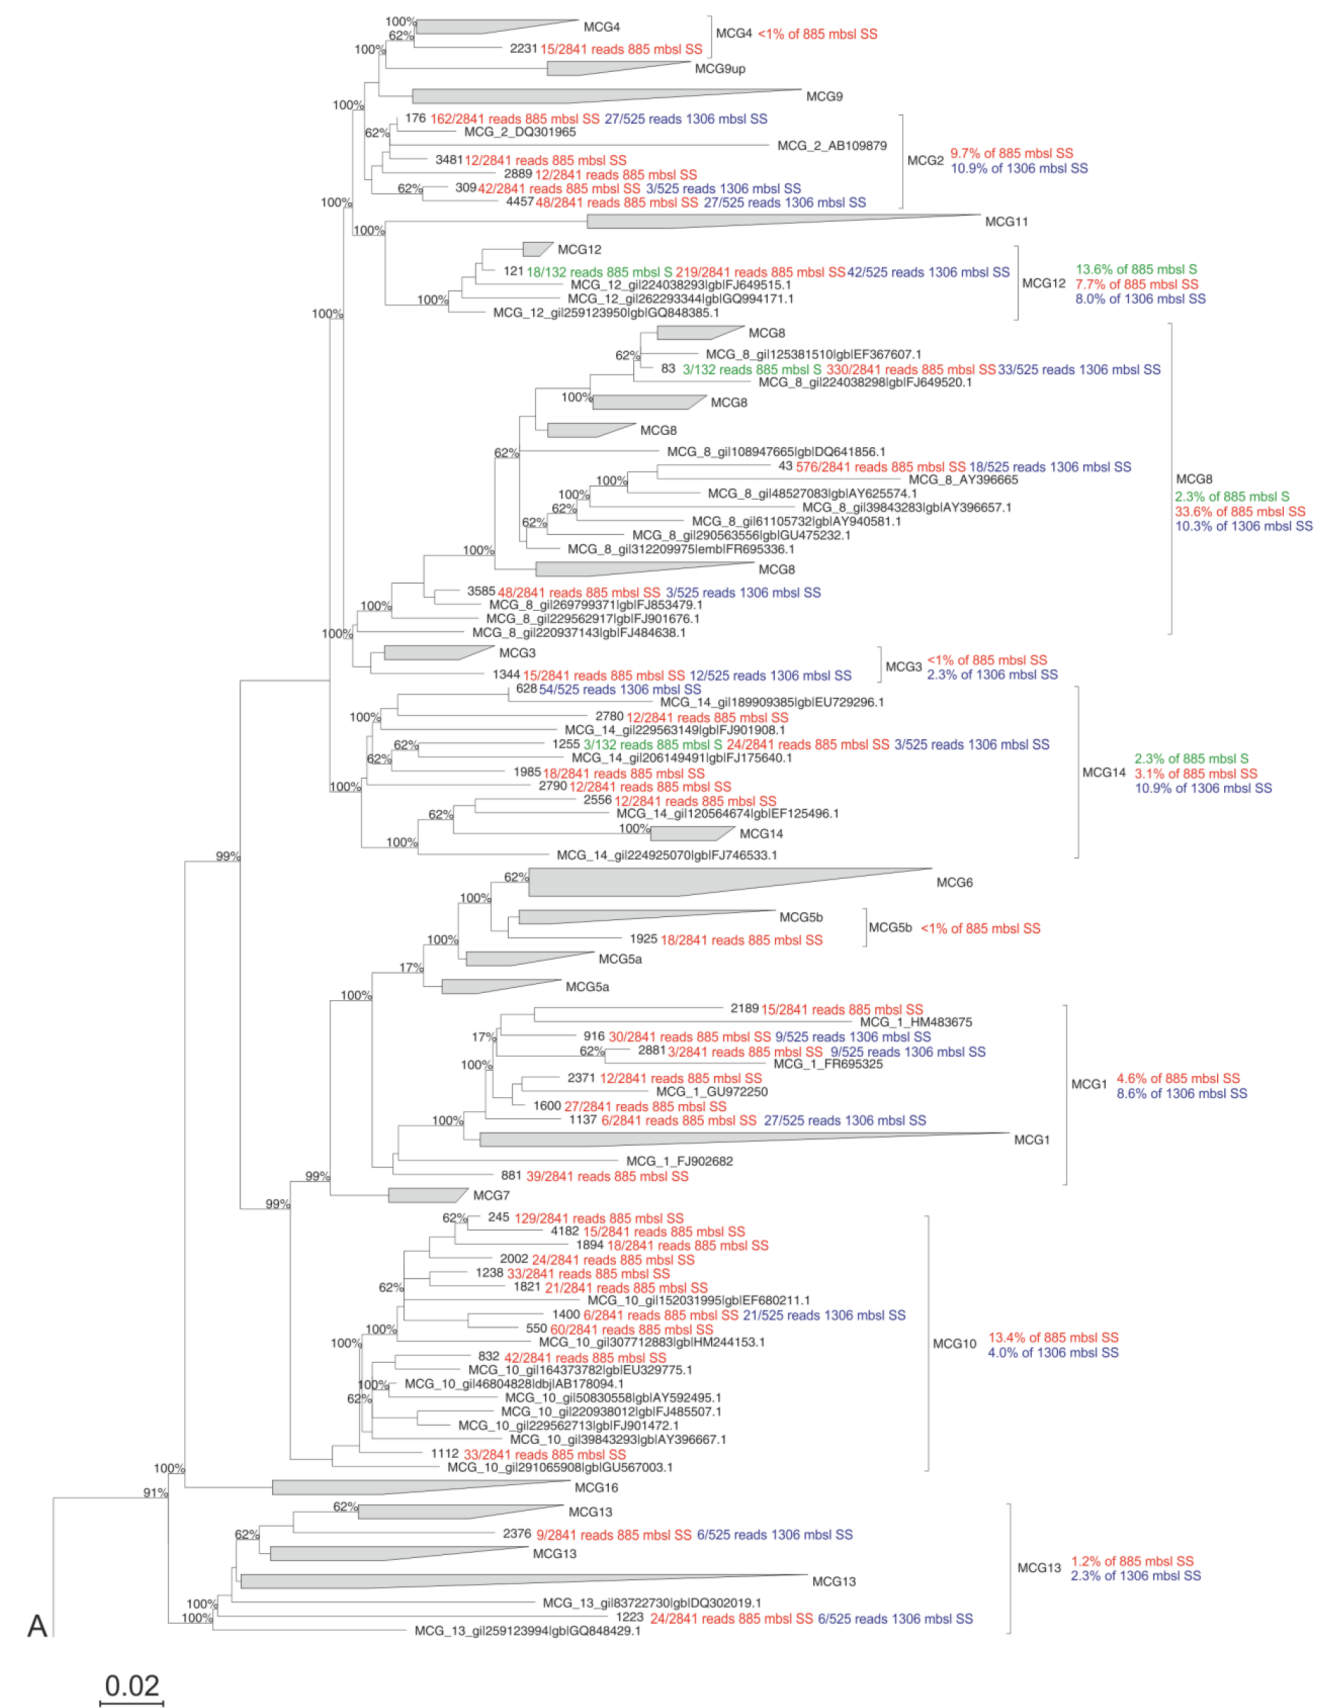 100%
MCG4
62%
MCG4 <1% of 885 mbsl SS
2231 15/2841 reads 885 mbsl SS
100%
MCG9up
MCG9
100%
176 162/2841 reads 885 mbsl SS 27/525 reads 1306 mbsl SS
62%
MCG_2_DQ301965
MCG_2_AB109879
MCG2
9.7% of 885 mbsl SS
10.9% of 1306 mbsl SS
3481 12/2841 reads 885 mbsl SS
2889 12/2841 reads 885 mbsl SS
62%
309 42/2841 reads 885 mbsl SS 3/525 reads 1306 mbsl SS
4457 48/2841 reads 885 mbsl SS 27/525 reads 1306 mbsl SS
100%
MCG11
100%
MCG12
121 18/132 reads 885 mbsl S 219/2841 reads 885 mbsl SS 42/525 reads 1306 mbsl SS
MCG_12_gi|224038293|gb|FJ649515.1
MCG_12_gi|262293344|gb|GQ994171.1
100%
MCG_12_gi|259123950|gb|GQ848385.1
MCG12
13.6% of 885 mbsl S
7.7% of 885 mbsl SS
8.0% of 1306 mbsl SS
100%
MCG8
62%
MCG_8_gi|125381510|gb|EF367607.1
83 3/132 reads 885 mbsl S 330/2841 reads 885 mbsl SS 33/525 reads 1306 mbsl SS
MCG_8_gi|224038298|gb|FJ649520.1
100%
MCG8
MCG8
62%
MCG_8_gi|108947665|gb|DQ641856.1
43 576/2841 reads 885 mbsl SS 18/525 reads 1306 mbsl SS
100%
MCG_8_AY396665
100%
MCG_8_gi|48527083|gb|AY625574.1
62%
MCG_8_gi|39843283|gb|AY396657.1
62%
MCG_8_gi|61105732|gb|AY940581.1
MCG_8_gi|290563556|gb|GU475232.1
MCG_8_gi|312209975|emb|FR695336.1
100%
MCG8
MCG8
2.3% of 885 mbsl S
33.6% of 885 mbsl SS
10.3% of 1306 mbsl SS
3585 48/2841 reads 885 mbsl SS 3/525 reads 1306 mbsl SS
100%
MCG_8_gi|269799371|gb|FJ853479.1
MCG_8_gi|229562917|gb|FJ901676.1
100%
MCG_8_gi|220937143|gb|FJ484638.1
MCG3
1344 15/2841 reads 885 mbsl SS 12/525 reads 1306 mbsl SS
MCG3
<1% of 885 mbsl SS
2.3% of 1306 mbsl SS
628 54/525 reads 1306 mbsl SS
MCG_14_gi|189909385|gb|EU729296.1
100%
2780 12/2841 reads 885 mbsl SS
MCG_14_gi|229563149|gb|FJ901908.1
62%
1255 3/132 reads 885 mbsl S 24/2841 reads 885 mbsl SS 3/525 reads 1306 mbsl SS
62%
MCG_14_gi|206149491|gb|FJ175640.1
1985 18/2841 reads 885 mbsl SS
100%
2790 12/2841 reads 885 mbsl SS
2556 12/2841 reads 885 mbsl SS
62%
MCG_14_gi|120564674|gb|EF125496.1
100%
MCG14
100%
MCG_14_gi|224925070|gb|FJ746533.1
MCG14
2.3% of 885 mbsl S
3.1% of 885 mbsl SS
10.9% of 1306 mbsl SS
99%
62%
MCG6
100%
MCG5b
1925 18/2841 reads 885 mbsl SS
MCG5b <1% of 885 mbsl SS
100%
MCG5a
17%
MCG5a
100%
2189 15/2841 reads 885 mbsl SS
MCG_1_HM483675
17%
916 30/2841 reads 885 mbsl SS 9/525 reads 1306 mbsl SS
62%
2881 3/2841 reads 885 mbsl SS 9/525 reads 1306 mbsl SS
MCG_1_FR695325
100%
2371 12/2841 reads 885 mbsl SS
MCG_1_GU972250
1600 27/2841 reads 885 mbsl SS
100%
1137 6/2841 reads 885 mbsl SS 27/525 reads 1306 mbsl SS
MCG1
MCG_1_FJ902682
881 39/2841 reads 885 mbsl SS
MCG1
4.6% of 885 mbsl SS
8.6% of 1306 mbsl SS
99%
MCG7
99%
62%
245 129/2841 reads 885 mbsl SS
4182 15/2841 reads 885 mbsl SS
1894 18/2841 reads 885 mbsl SS
2002 24/2841 reads 885 mbsl SS
1238 33/2841 reads 885 mbsl SS
62%
1821 21/2841 reads 885 mbsl SS
MCG_10_gi|152031995|gb|EF680211.1
1400 6/2841 reads 885 mbsl SS 21/525 reads 1306 mbsl SS
100%
550 60/2841 reads 885 mbsl SS
100%
MCG_10_gi|307712883|gb|HM244153.1
832 42/2841 reads 885 mbsl SS
MCG_10_gi|164373782|gb|EU329775.1
100%
MCG_10_gi|46804828|dbj|AB178094.1
62%
MCG_10_gi|50830558|gb|AY592495.1
MCG_10_gi|220938012|gb|FJ485507.1
MCG_10_gi|229562713|gb|FJ901472.1
MCG_10_gi|39843293|gb|AY396667.1
1112 33/2841 reads 885 mbsl SS
MCG_10_gi|291065908|gb|GU567003.1
MCG10
13.4% of 885 mbsl SS
4.0% of 1306 mbsl SS
100%
MCG16
91%
62%
MCG13
62%
2376 9/2841 reads 885 mbsl SS 6/525 reads 1306 mbsl SS
MCG13
MCG13
100%
MCG_13_gi|83722730|gb|DQ302019.1
100%
1223 24/2841 reads 885 mbsl SS 6/525 reads 1306 mbsl SS
MCG_13_gi|259123994|gb|GQ848429.1
MCG13
1.2% of 885 mbsl SS
2.3% of 1306 mbsl SS
A
0.02